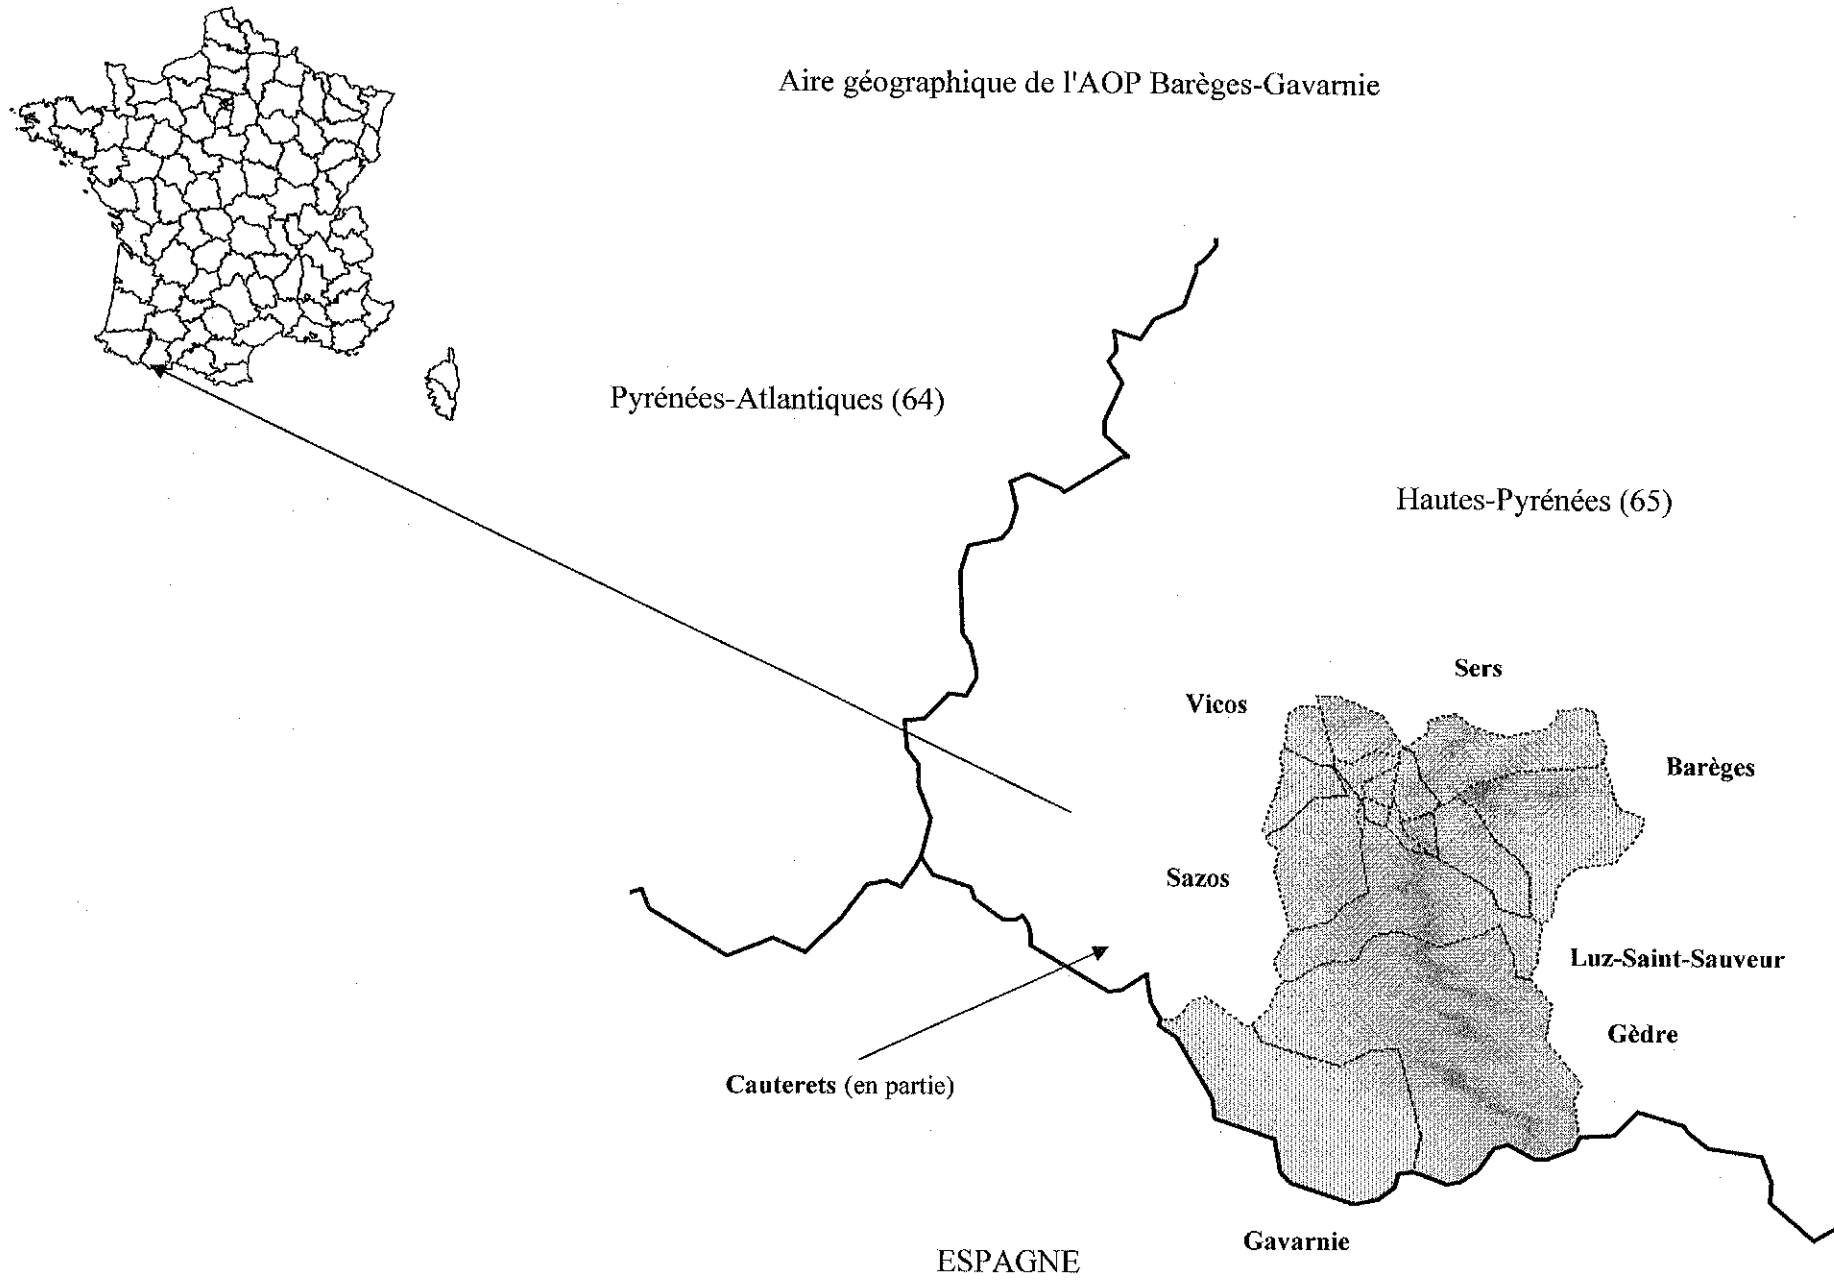 Aire géographique de l'AOP Barèges-Gavarnie
Pyrénées-Atlantiques (64)
Hautes-Pyrénées (65)
Sers
Vicos
Barèges
Sazos
Luz-Saint-Sauveur
Gèdre
Cauterets (en partie)
Gavarnie
ESPAGNE